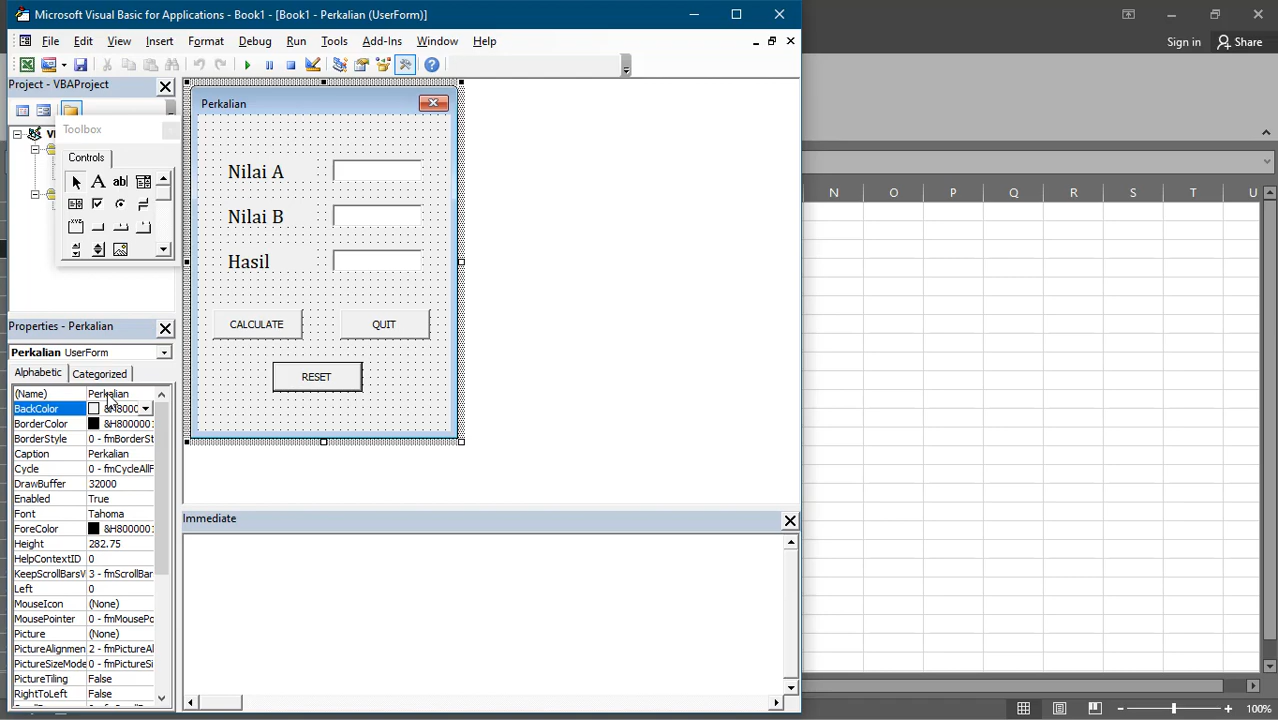 Microsoft Visual Basic for Applications - Book1 - [Book1 - Perkalian (UserForm)]
File Edit View Insert Format Debug Run Tools Add-Ins Window Help
Sign in Share
Project - VBAProject
Toolbox
Controls
A
ab|
Perkalian
Nilai A
Nilai B
Hasil
CALCULATE
QUIT
RESET
Properties - Perkalian
Perkalian UserForm
Alphabetic Categorized
(Name) Perkalian
BackColor
BorderColor &H800000
BorderStyle 0 - fmBorderSt
Caption Perkalian
Cycle 0 - fmCycleAllF
DrawBuffer 32000
Enabled True
Font Tahoma
ForeColor &H8000001
Height 282.75
HelpContextID 0
KeepScrollBarsV 3 - fmScrollBar
Left 0
MouseIcon (None)
MousePointer 0 - fmMousePo
Picture (None)
PictureAlignmen 2 - fmPictureAl
PictureSizeMode 0 - fmPictureSi
PictureTiling False
RightToLeft False
Immediate
N O P Q R S T U
100%